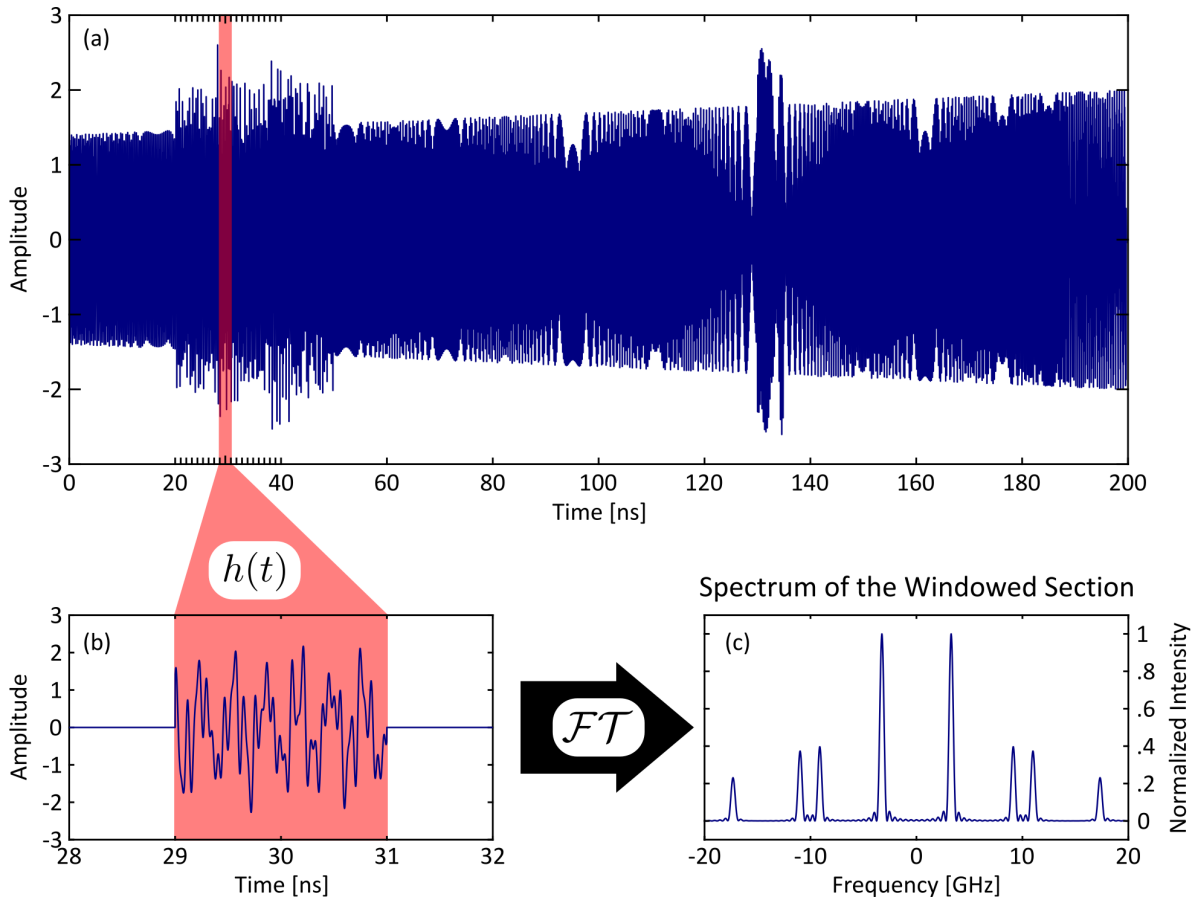 (a)
Amplitude
3
2
1
0
-1
-2
-3
0 20 40 60 80 100 120 140 160 180 200
Time [ns]
h(t)
Spectrum of the Windowed Section
(b)
Amplitude
3
2
1
0
-1
-2
-3
28 29 30 31 32
Time [ns]
FT
(c)
1
.8
.6
.4
.2
0
Normalized Intensity
-20 -10 0 10 20
Frequency [GHz]